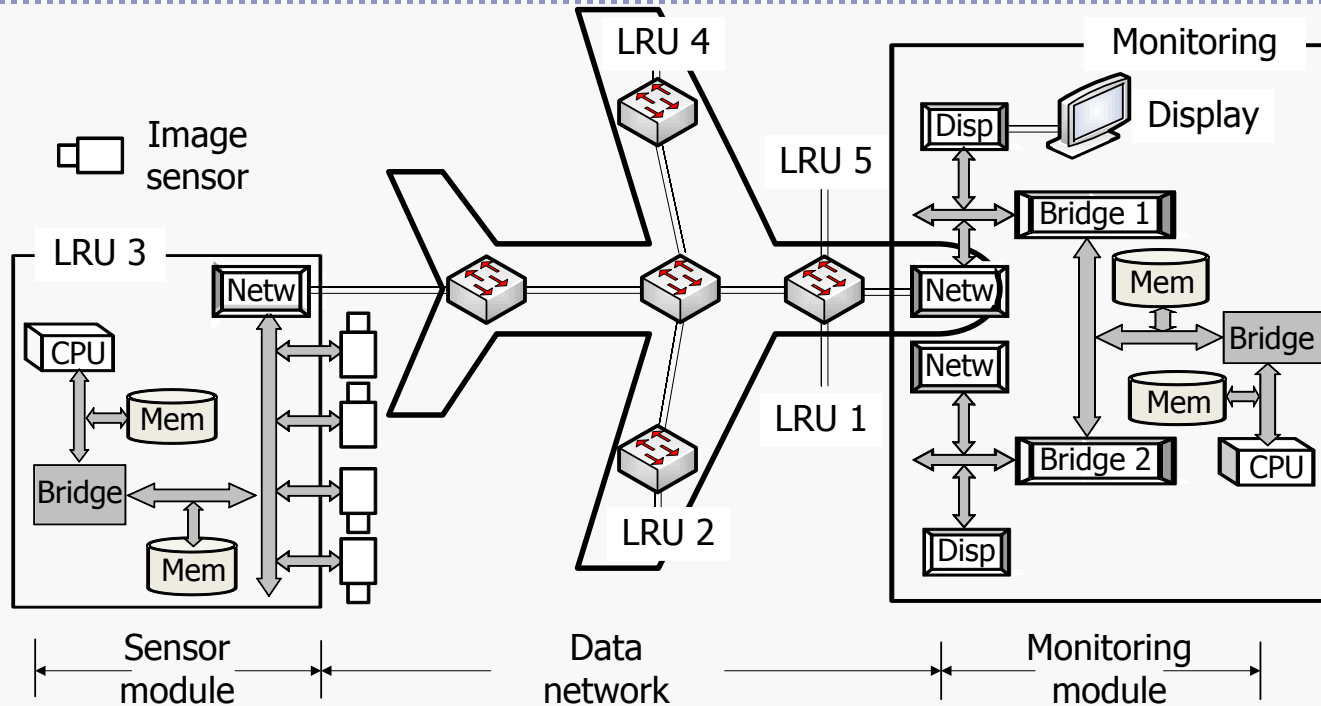 LRU 4
Monitoring
Image
sensor
Disp
Display
LRU 5
Bridge 1
LRU 3
Netw
Netw
Mem
CPU
Bridge
Netw
Mem
Mem
LRU 1
Bridge
Bridge 2
CPU
LRU 2
Mem
Disp
Sensor
module
Data
network
Monitoring
module